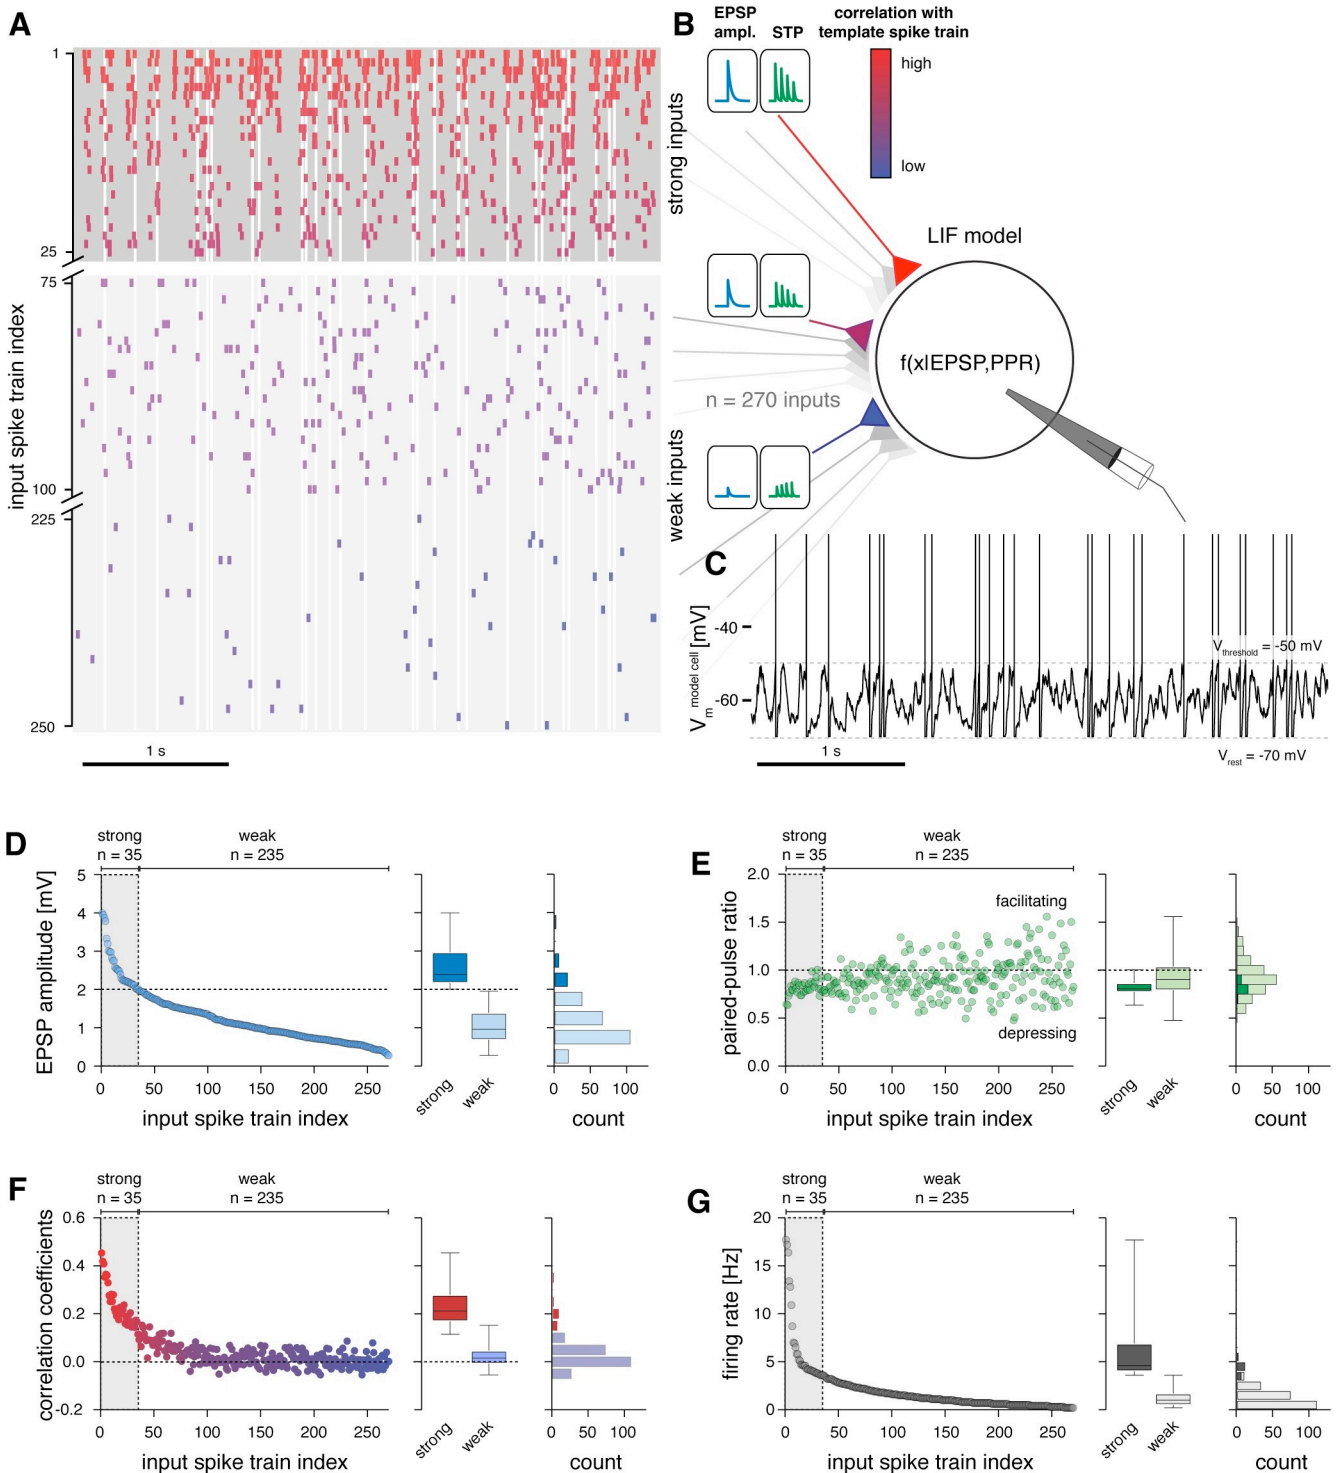 A
1
25
75
100
225
250
input spike train index
1 s
B
EPSP
ampl.
STP
correlation with
template spike train
high
low
strong inputs
weak inputs
n = 270 inputs
LIF model
f(x|EPSP,PPR)
C
-40
-60
Vm model cell [mV]
Vthreshold = -50 mV
Vrest = -70 mV
1 s
D
strong
n = 35
weak
n = 235
5
4
3
2
1
0
EPSP amplitude [mV]
0
50
100
150
200
250
input spike train index
strong
weak
0
50
100
count
E
strong
n = 35
weak
n = 235
2.0
1.5
1.0
0.5
0.0
paired-pulse ratio
facilitating
depressing
0
50
100
150
200
250
input spike train index
strong
weak
0
50
100
count
F
strong
n = 35
weak
n = 235
0.6
0.4
0.2
0.0
-0.2
correlation coefficients
0
50
100
150
200
250
input spike train index
strong
weak
0
50
100
count
G
strong
n = 35
weak
n = 235
20
15
10
5
0
firing rate [Hz]
0
50
100
150
200
250
input spike train index
strong
weak
0
50
100
count